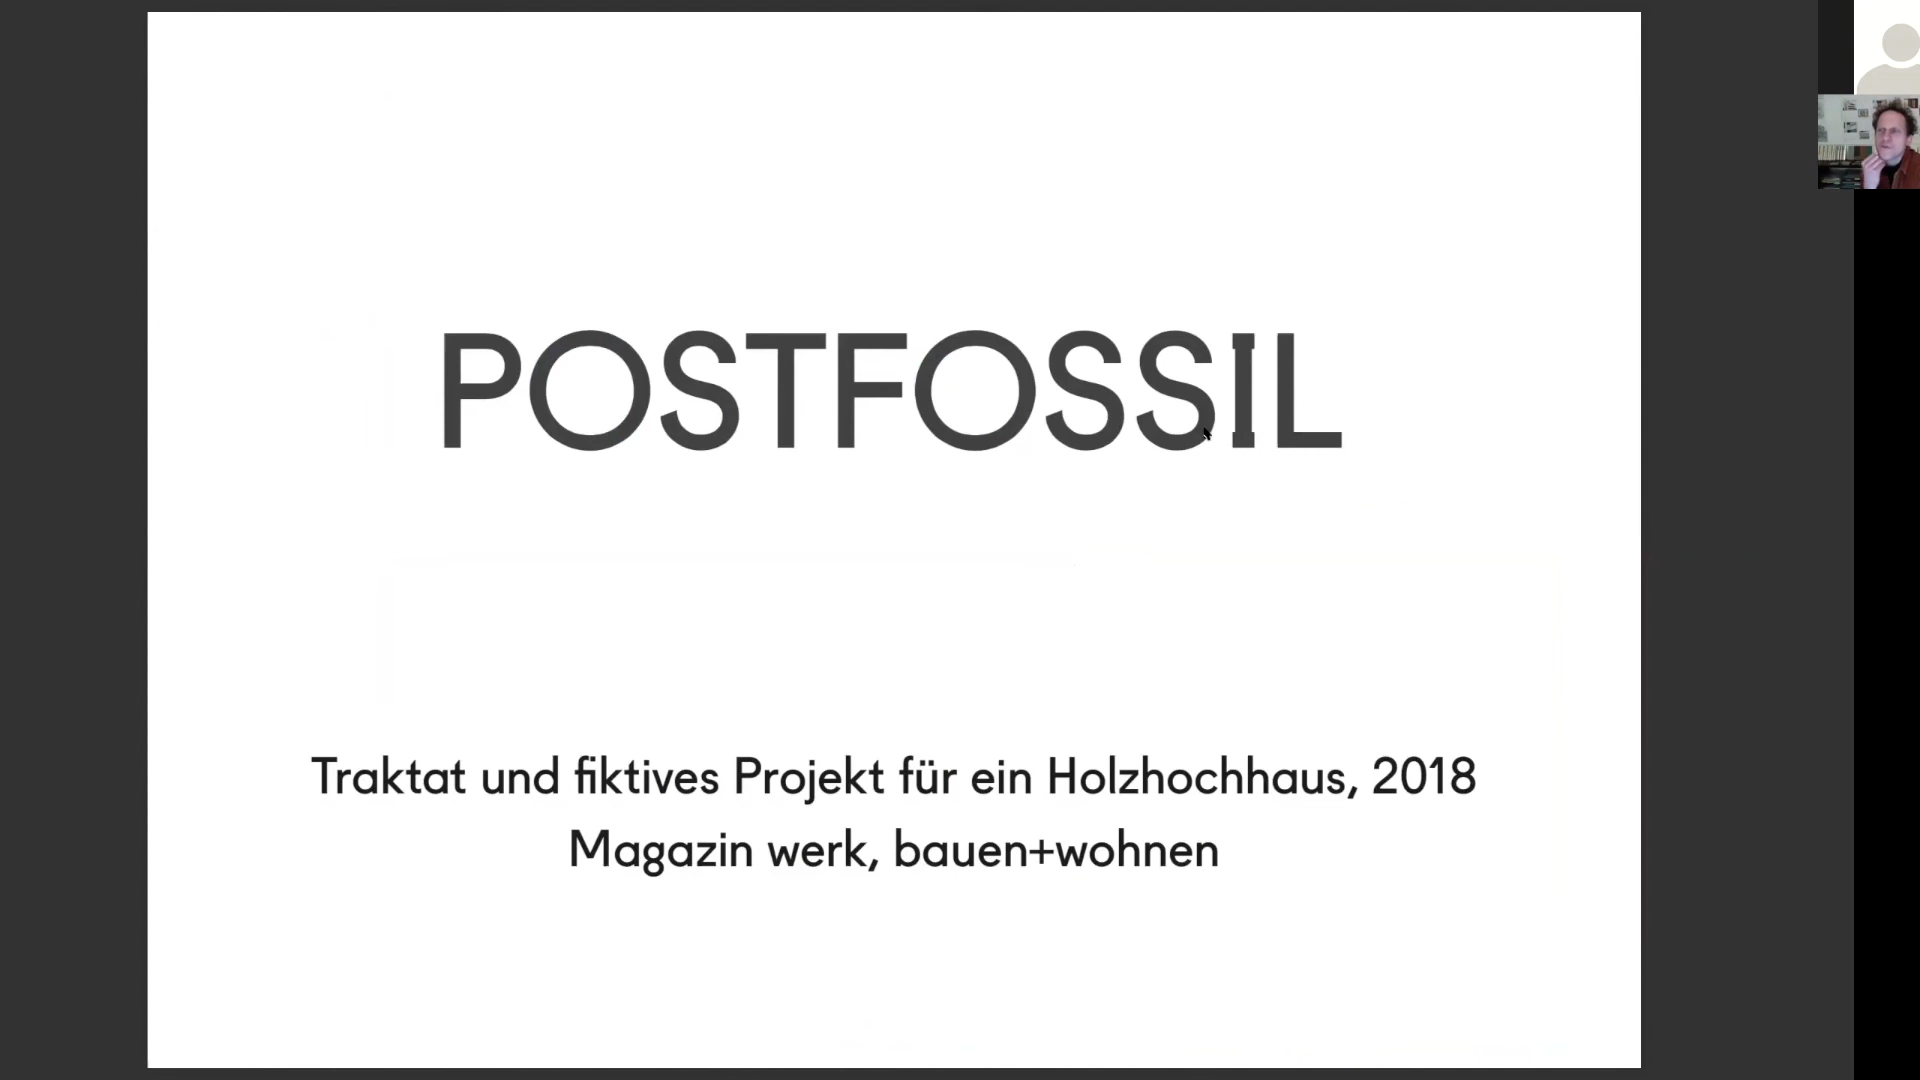 POSTFOSSIL
Traktat und fiktives Projekt für ein Holzhochhaus, 2018
Magazin werk, bauen+wohnen